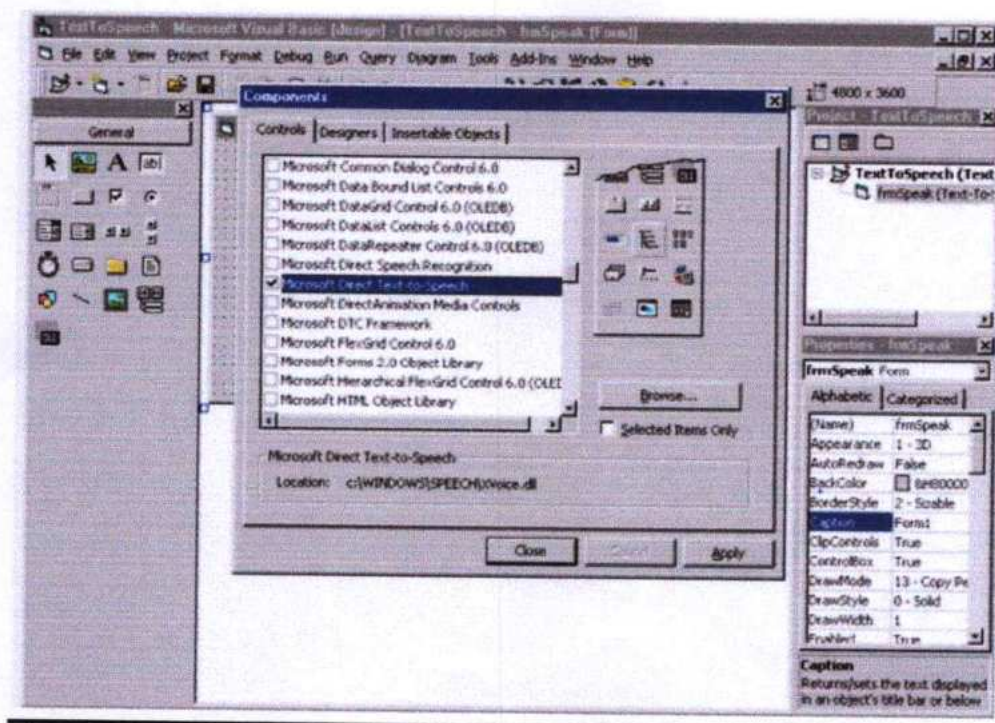 TextToSpeech - Microsoft Visual Basic [design] - [TextToSpeech - frmSpeak (Form)]
File Edit View Project Format Debug Run Query Diagram Tools Add-Ins Window Help
4800 x 3600
General
Components
Controls
Designers
Insertable Objects
Microsoft Common Dialog Control 6.0
Microsoft Data Bound List Controls 6.0
Microsoft DataGrid Control 6.0 (OLEDB)
Microsoft DataList Controls 6.0 (OLEDB)
Microsoft DataRepeater Control 6.0 (OLEDB)
Microsoft Direct Speech Recognition
Microsoft Direct Text-to-Speech
Microsoft DirectAnimation Media Controls
Microsoft DTC Framework
Microsoft FlexGrid Control 6.0
Microsoft Forms 2.0 Object Library
Microsoft Hierarchical FlexGrid Control 6.0 (OLEI
Microsoft HTML Object Library
Browse...
Selected Items Only
Microsoft Direct Text-to-Speech
Location: c:\WINDOWS\SPEECH\XVoice.dll
Close
Apply
Project - TextToSpeech
TextToSpeech (Text
frmSpeak (Text-To-
Properties - frmSpeak
frmSpeak Form
Alphabetic
Categorized
(Name) frmSpeak
Appearance 1 - 3D
AutoRedraw False
BackColor &H80000
BorderStyle 2 - Sizable
Caption Form1
ClipControls True
ControlBox True
DrawMode 13 - Copy Pe
DrawStyle 0 - Solid
DrawWidth 1
Enabled True
Caption
Returns/sets the text displayed
in an object's title bar or below